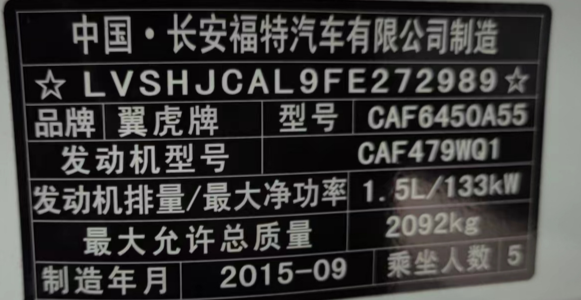 中国·长安福特汽车有限公司制造
☆LVSHJCAL9FE272989☆
品牌 翼虎牌 型号 CAF6450A55
发动机型号 CAF479WQ1
发动机排量/最大净功率 1.5L/133kW
最大允许总质量 2092kg
制造年月 2015-09 乘坐人数 5